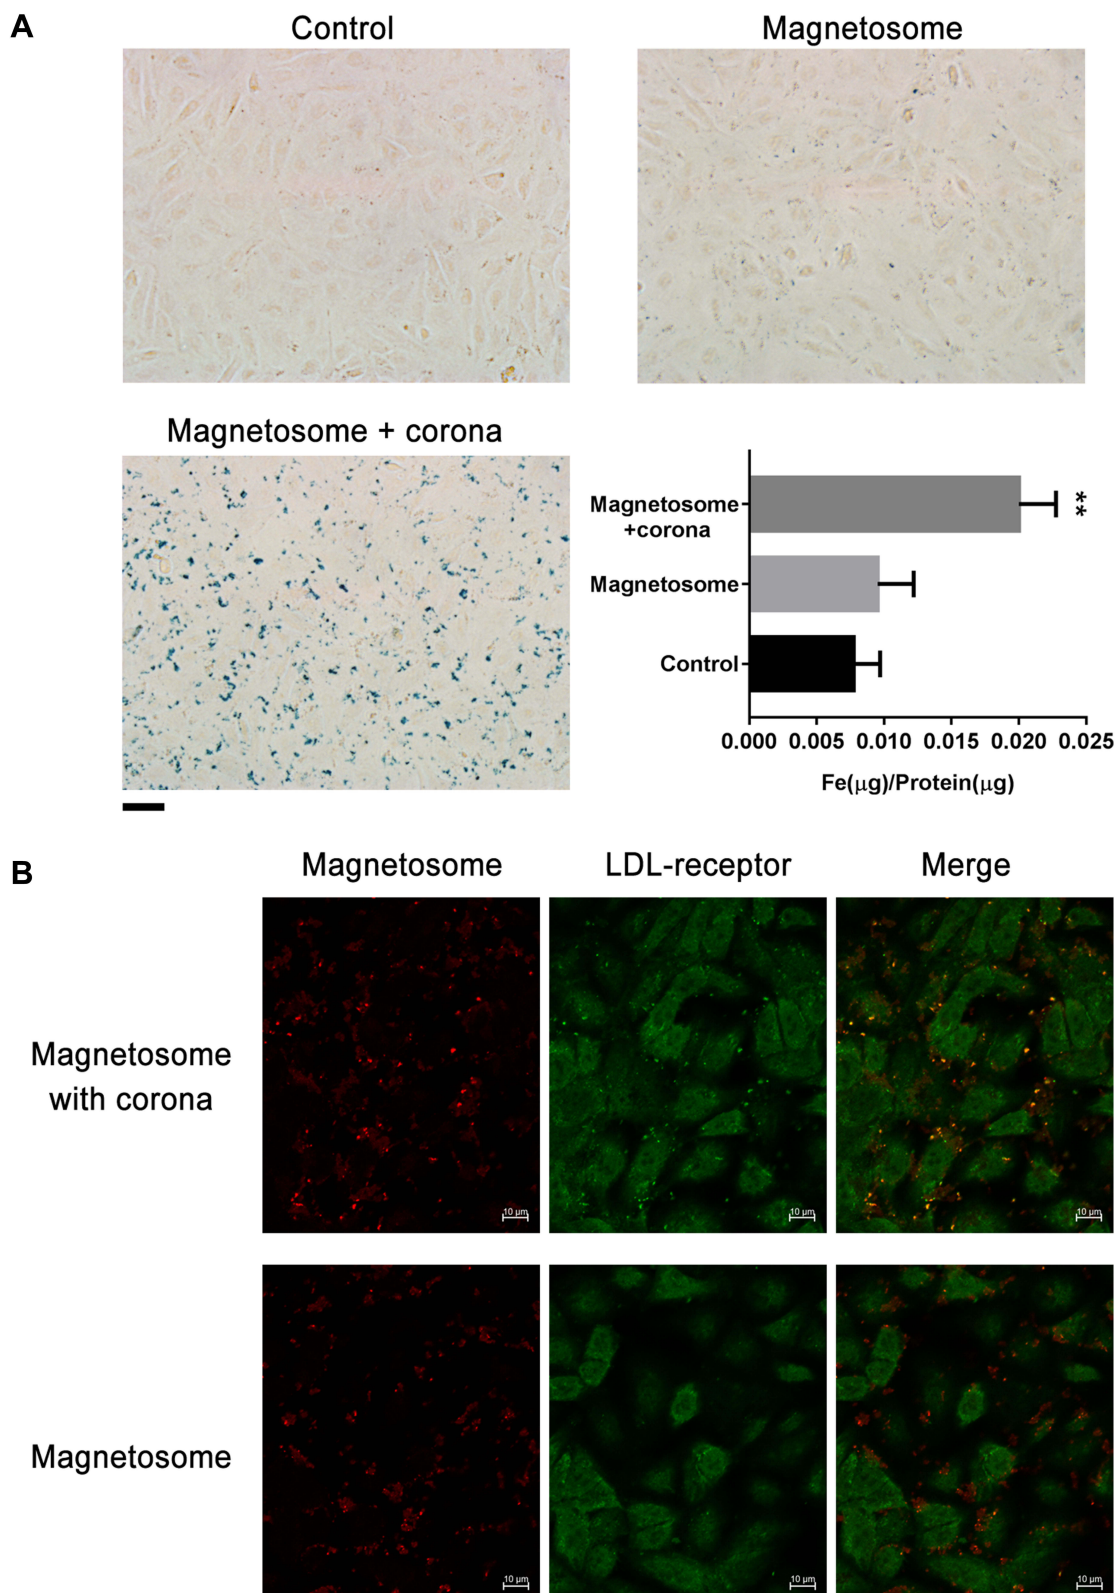 A
Control
Magnetosome
Magnetosome + corona
Magnetosome
+corona
**
Magnetosome
Control
0.000 0.005 0.010 0.015 0.020 0.025
Fe(μg)/Protein(μg)
B
Magnetosome
LDL-receptor
Merge
Magnetosome
with corona
10 μm
10 μm
10 μm
Magnetosome
10 μm
10 μm
10 μm